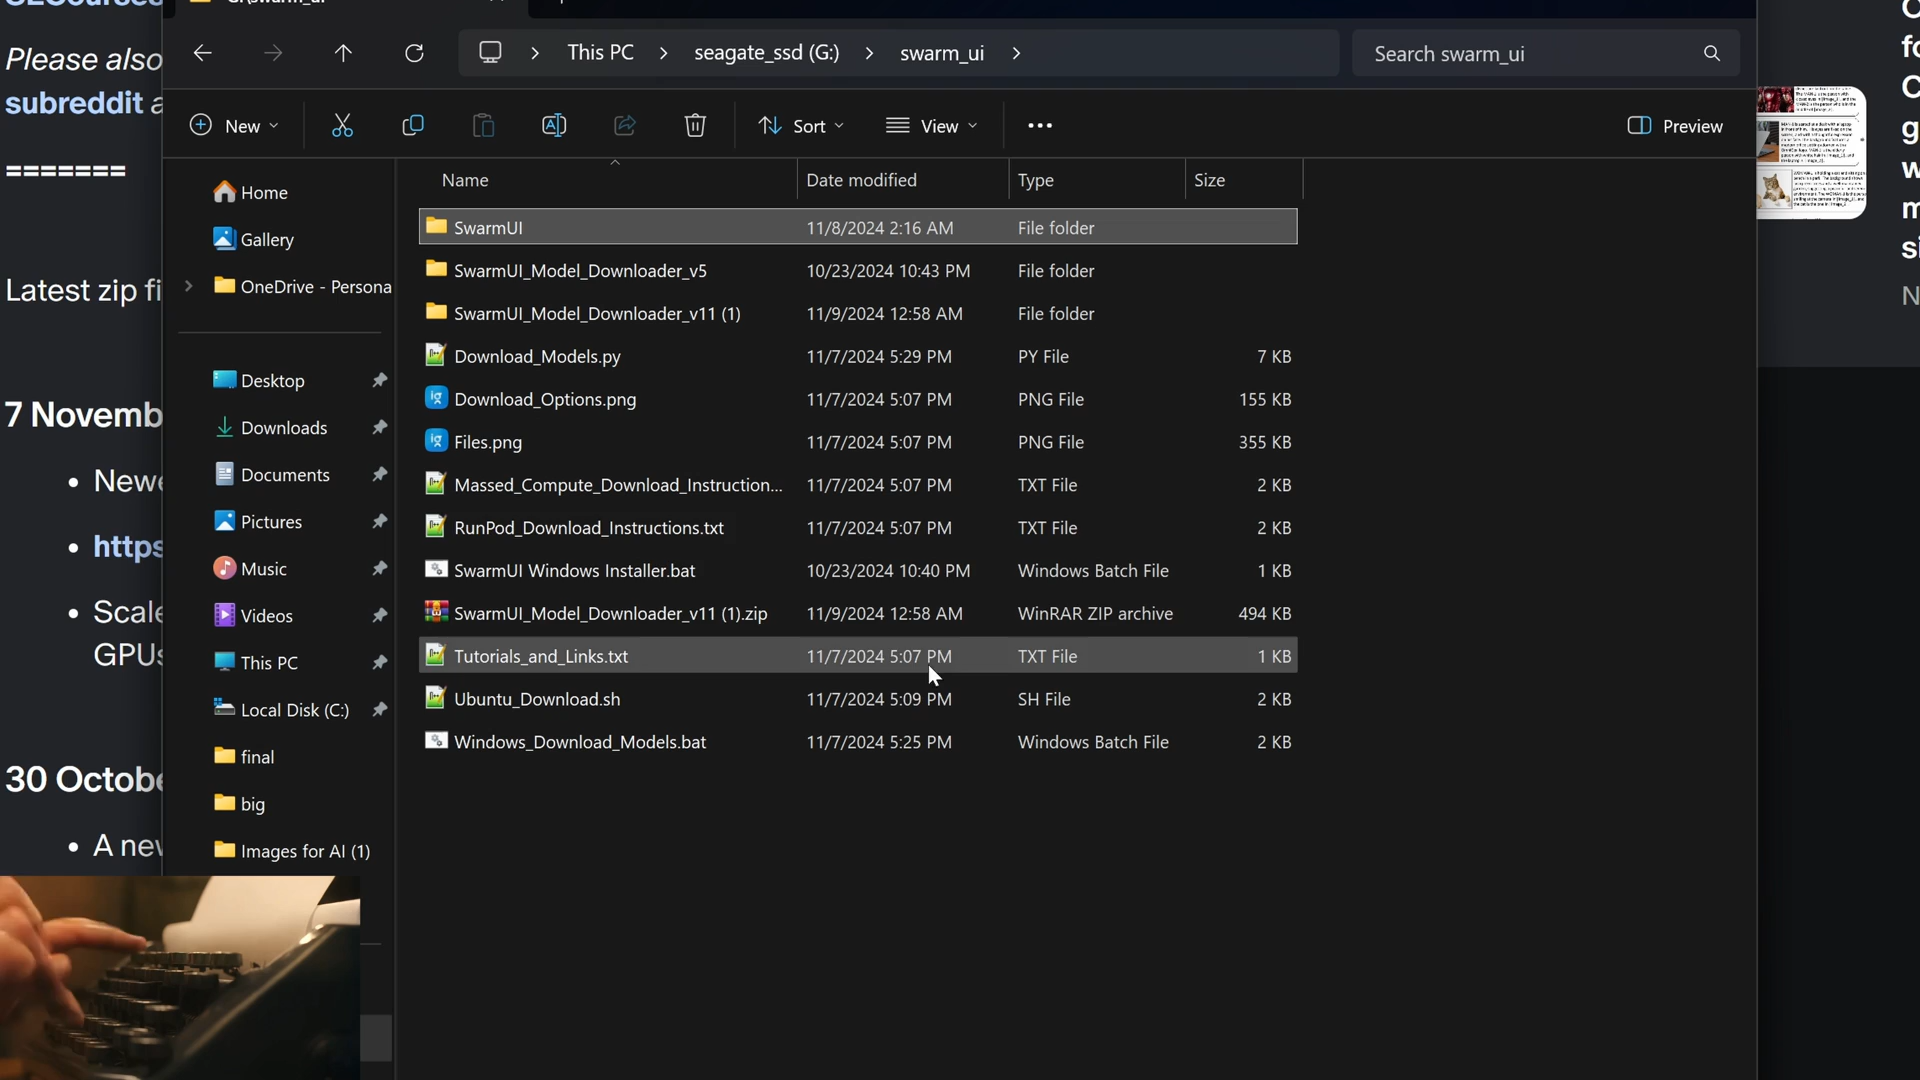 Please also
subreddit a
=======
Latest zip fi
7 Novemb
Newe
https
Scale
GPUs
30 Octobe
A nev
This PC
seagate_ssd (G:)
swarm_ui
Search swarm_ui
New
Sort
View
Preview
Home
Gallery
OneDrive - Persona
Desktop
Downloads
Documents
Pictures
Music
Videos
This PC
Local Disk (C:)
final
big
Images for AI (1)
Name Date modified Type Size
SwarmUI 11/8/2024 2:16 AM File folder
SwarmUI_Model_Downloader_v5 10/23/2024 10:43 PM File folder
SwarmUI_Model_Downloader_v11 (1) 11/9/2024 12:58 AM File folder
Download_Models.py 11/7/2024 5:29 PM PY File 7 KB
Download_Options.png 11/7/2024 5:07 PM PNG File 155 KB
Files.png 11/7/2024 5:07 PM PNG File 355 KB
Massed_Compute_Download_Instruction... 11/7/2024 5:07 PM TXT File 2 KB
RunPod_Download_Instructions.txt 11/7/2024 5:07 PM TXT File 2 KB
SwarmUI Windows Installer.bat 10/23/2024 10:40 PM Windows Batch File 1 KB
SwarmUI_Model_Downloader_v11 (1).zip 11/9/2024 12:58 AM WinRAR ZIP archive 494 KB
Tutorials_and_Links.txt 11/7/2024 5:07 PM TXT File 1 KB
Ubuntu_Download.sh 11/7/2024 5:09 PM SH File 2 KB
Windows_Download_Models.bat 11/7/2024 5:25 PM Windows Batch File 2 KB